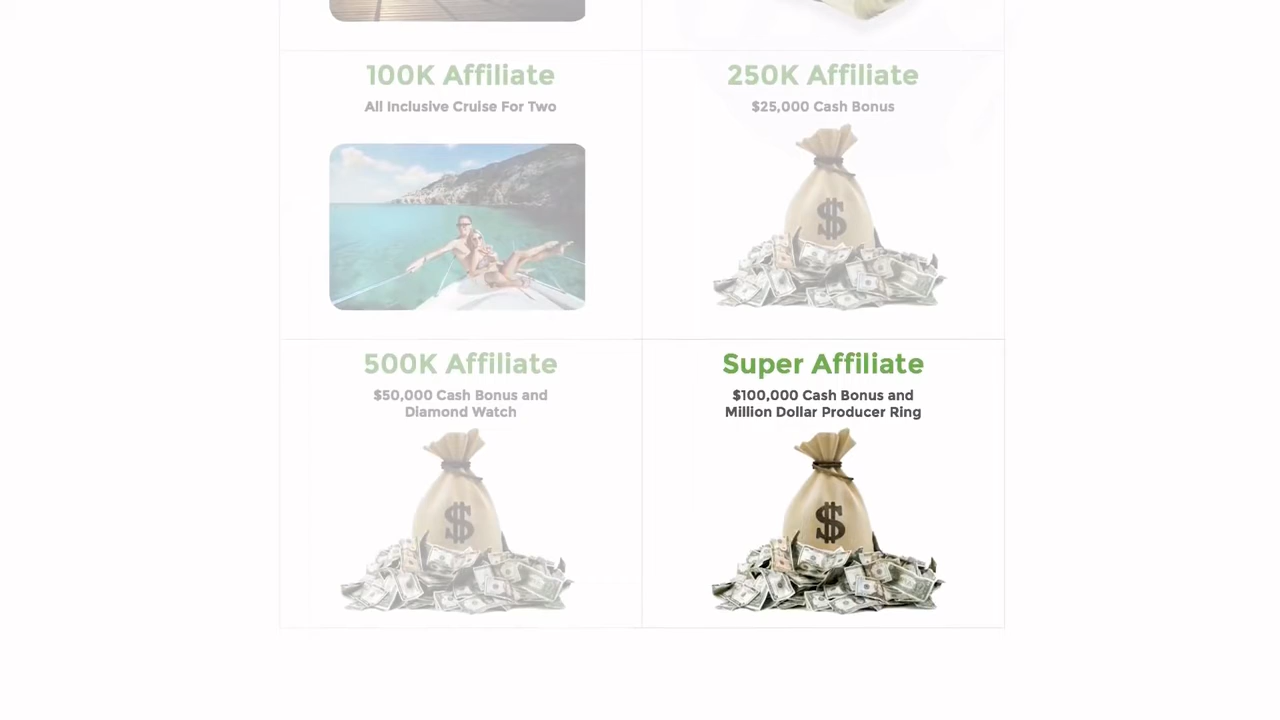 100K Affiliate
All Inclusive Cruise For Two
250K Affiliate
$25,000 Cash Bonus
$
500K Affiliate
$50,000 Cash Bonus and
Diamond Watch
$
Super Affiliate
$100,000 Cash Bonus and
Million Dollar Producer Ring
$